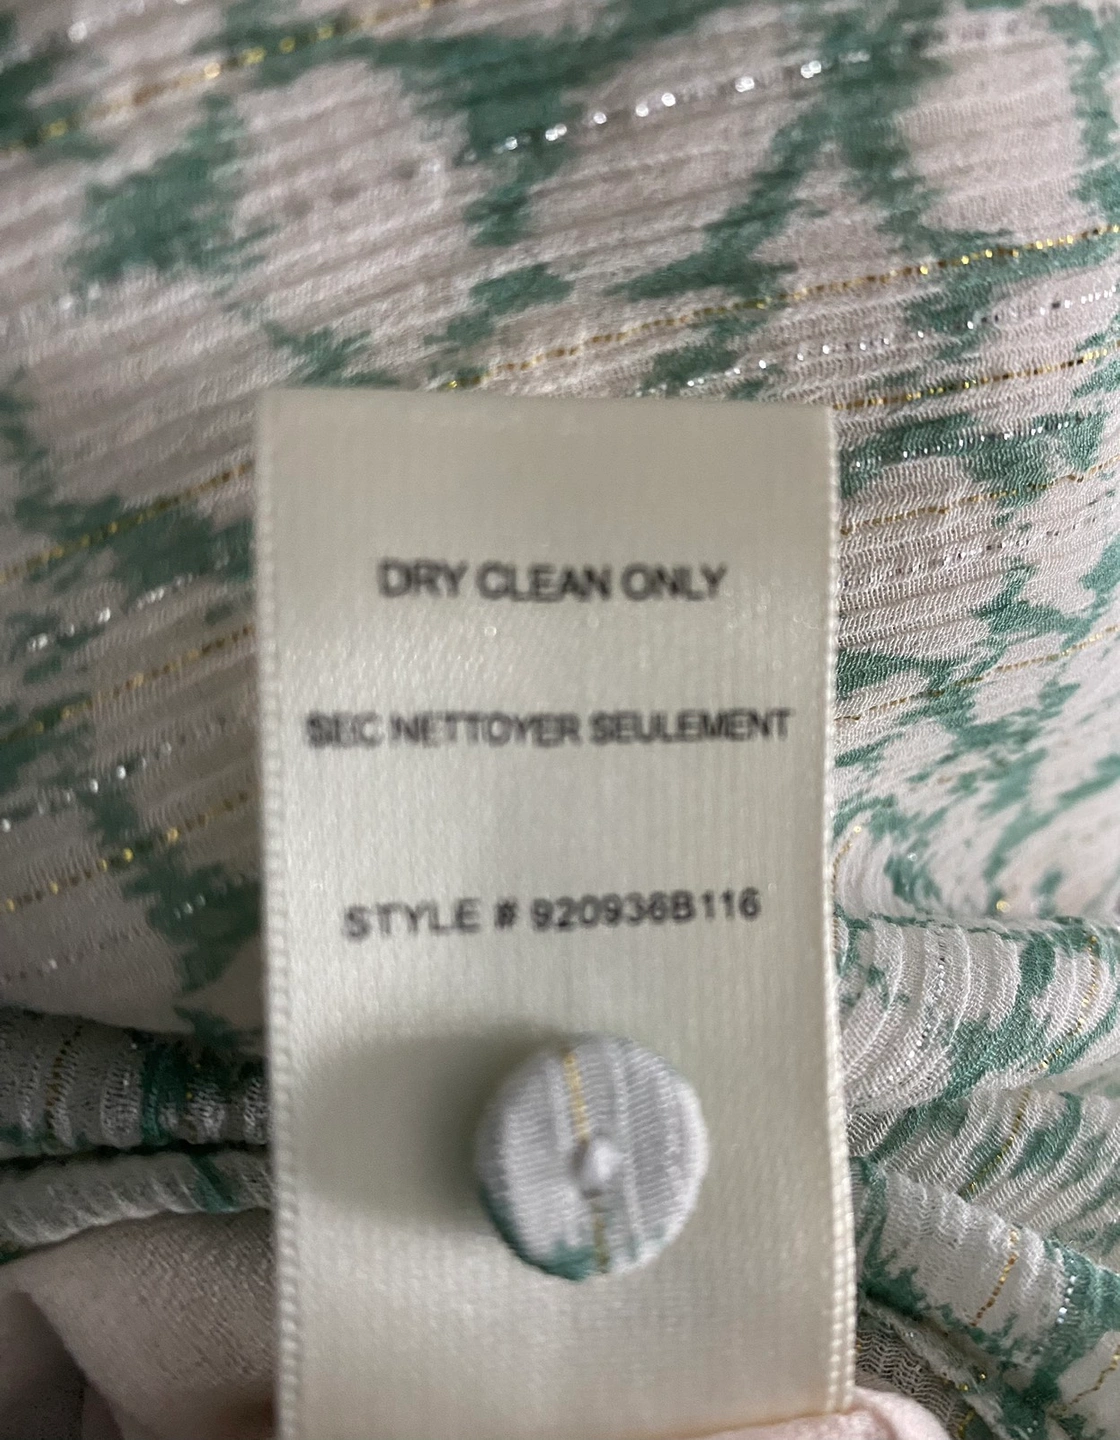 DRY CLEAN ONLY
SEC NETTOYER SEULEMENT
STYLE # 920936B116